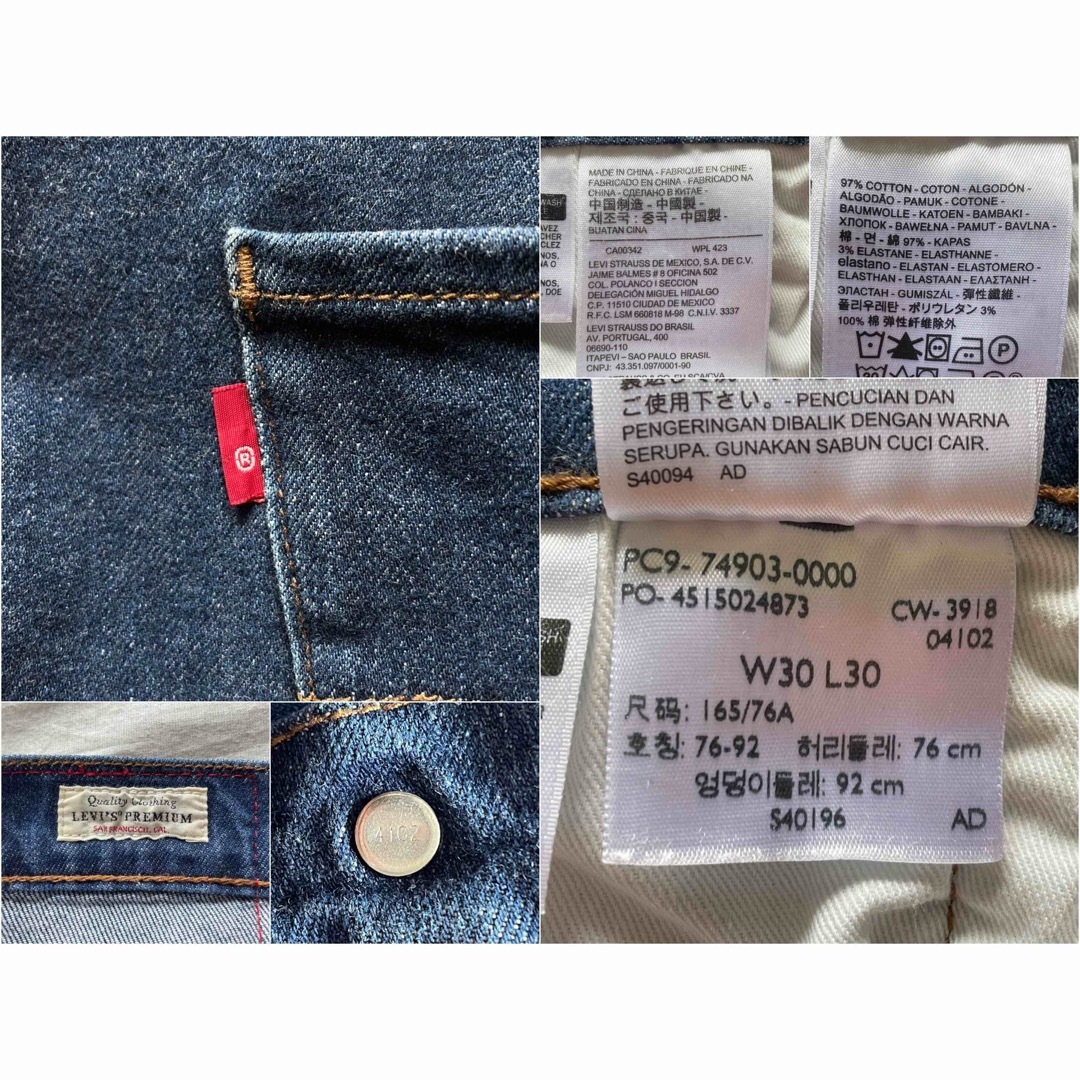 ®
WASH
MADE IN CHINA - FABRIQUE EN CHINE -
FABRICADO EN CHINA - FABRICADO NA
CHINA - СДЕЛАНО В КИТАЕ -
中国制造 - 中國製 -
제조국 : 중국 - 中国製 -
BUATAN CINA
CA00342 WPL 423
LEVI STRAUSS DE MEXICO, S.A. DE C.V.
JAIME BALMES # 8 OFICINA 502
COL. POLANCO I SECCION
DELEGACIÓN MIGUEL HIDALGO
C.P. 11510 CIUDAD DE MEXICO
R.F.C. LSM 660818 M-98 C.N.I.V. 3337
LEVI STRAUSS DO BRASIL
AV. PORTUGAL, 400
06690-110
ITAPEVI – SAO PAULO BRASIL
CNPJ: 43.351.097/0001-90
97% COTTON - COTON - ALGODÓN -
ALGODÃO - PAMUK - COTONE -
BAUMWOLLE - KATOEN - BAMBAKI -
ХЛОПОК - BAWEŁNA - PAMUT - BAVLNA -
棉 - 면 - 綿 97% - KAPAS
3% ELASTANE - ELASTHANNE -
elastano - ELASTAN - ELASTOMERO -
ELASTHAN - ELASTAAN - ΕΛΑΣΤΑΝΗ -
ЭЛАСТАН - GUMISZÁL - 彈性纖維 -
폴리우레탄 - ポリウレタン 3%
100% 棉 弹性纤维除外
P
ご使用下さい。- PENCUCIAN DAN
PENGERINGAN DIBALIK DENGAN WARNA
SERUPA. GUNAKAN SABUN CUCI CAIR.
S40094 AD
PC9- 74903-0000
PO- 4515024873 CW- 3918
04102
W30 L30
尺码: 165/76A
호칭: 76-92 허리둘레: 76 cm
엉덩이둘레: 92 cm
S40196 AD
Quality Clothing
LEVI'S® PREMIUM
SAN FRANCISCO, CAL
4102